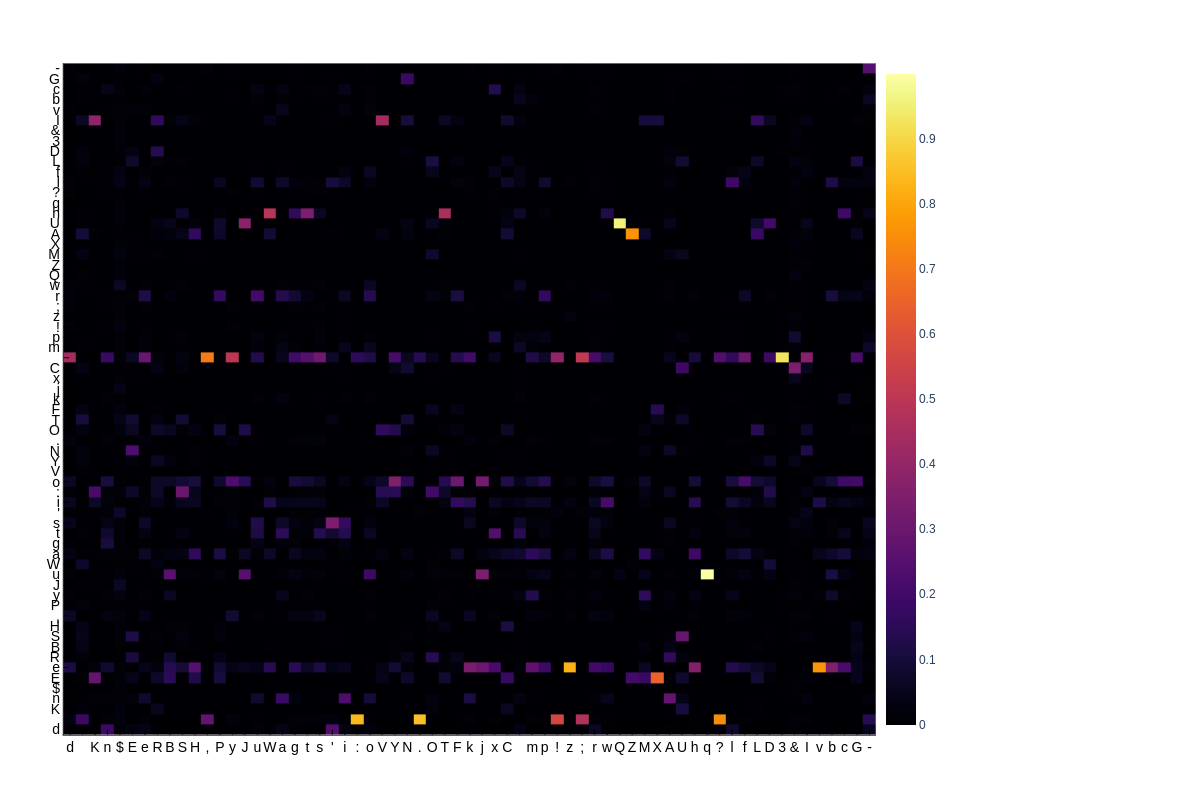 -
G
c
b
v
I
&
3
D
L
f
l
?
q
h
U
A
X
M
Z
Q
w
r
;
z
!
p
m
C
x
j
k
F
T
O
.
N
Y
V
o
:
i
'
s
t
g
a
W
u
J
y
P
,
H
S
B
R
e
E
$
n
K
d
d K n $ E e R B S H , P y J u W a g t s ' i : o V Y N . O T F k j x C m p ! z ; r w Q Z M X A U h q ? l f L D 3 & I v b c G -
0.9
0.8
0.7
0.6
0.5
0.4
0.3
0.2
0.1
0